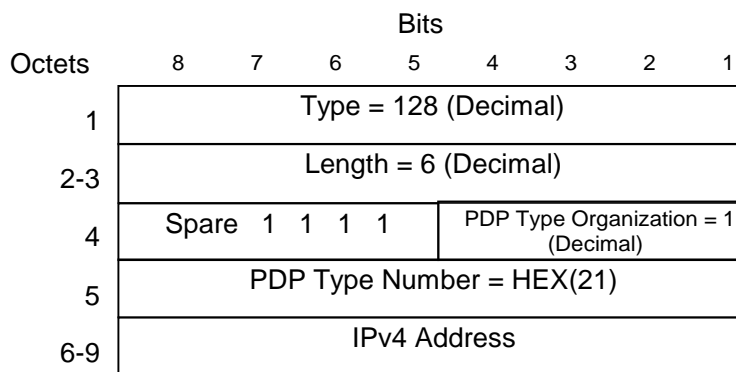 Bits
Octets 8 7 6 5 4 3 2 1
1 Type = 128 (Decimal)
2-3 Length = 6 (Decimal)
4 Spare 1 1 1 1 PDP Type Organization = 1
(Decimal)
5 PDP Type Number = HEX(21)
6-9 IPv4 Address